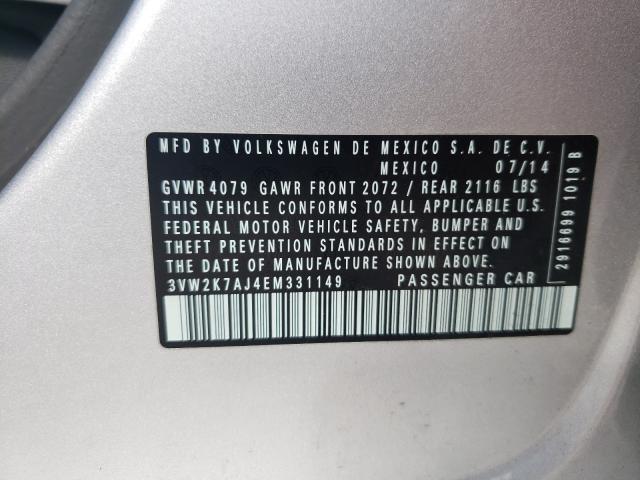 MFD BY VOLKSWAGEN DE MEXICO S.A. DE C.V.
MEXICO 07/14
GVWR 4079 GAWR FRONT 2072 / REAR 2116 LBS
THIS VEHICLE CONFORMS TO ALL APPLICABLE U.S.
FEDERAL MOTOR VEHICLE SAFETY, BUMPER AND
THEFT PREVENTION STANDARDS IN EFFECT ON
THE DATE OF MANUFACTURE SHOWN ABOVE.
3VW2K7AJ4EM331149 PASSENGER CAR
2916699 1019 B